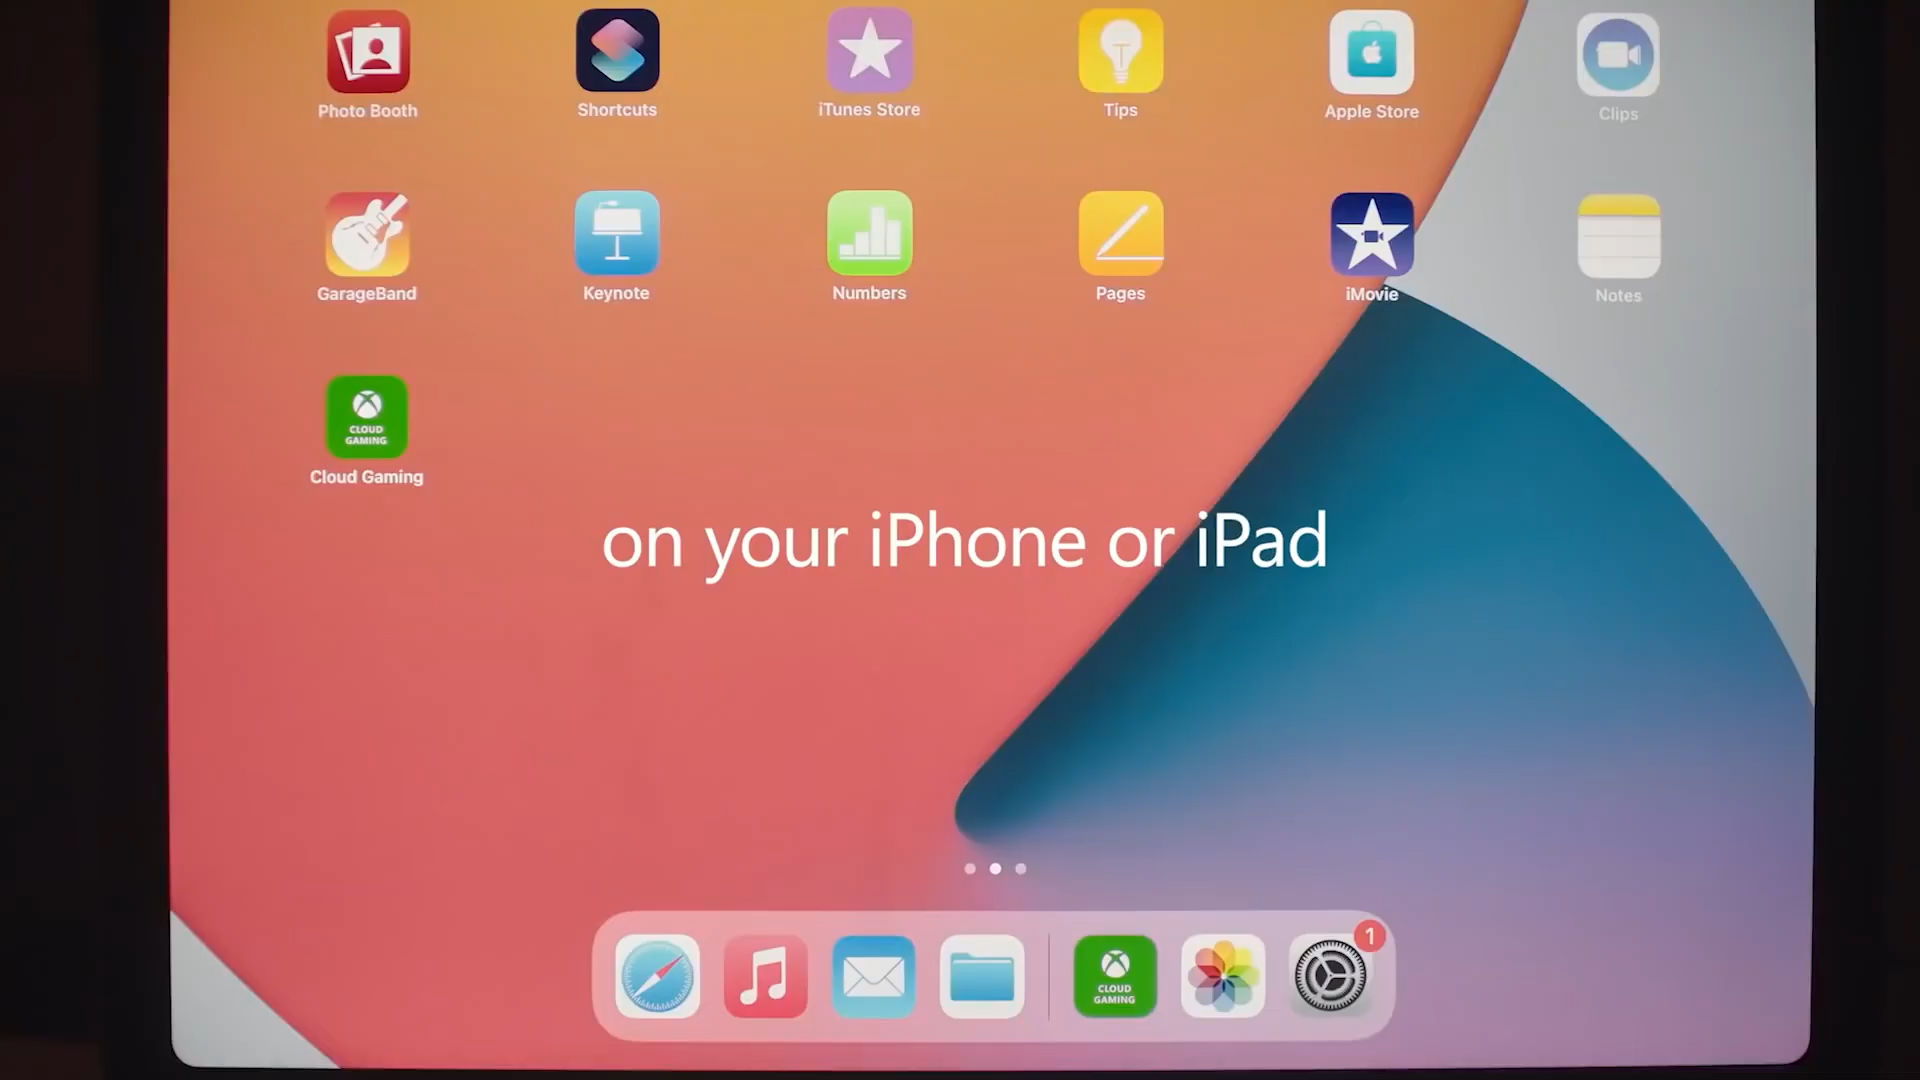 Photo Booth
Shortcuts
iTunes Store
Tips
Apple Store
Clips
GarageBand
Keynote
Numbers
Pages
iMovie
Notes
CLOUD
GAMING
Cloud Gaming
on your iPhone or iPad
CLOUD
GAMING
1